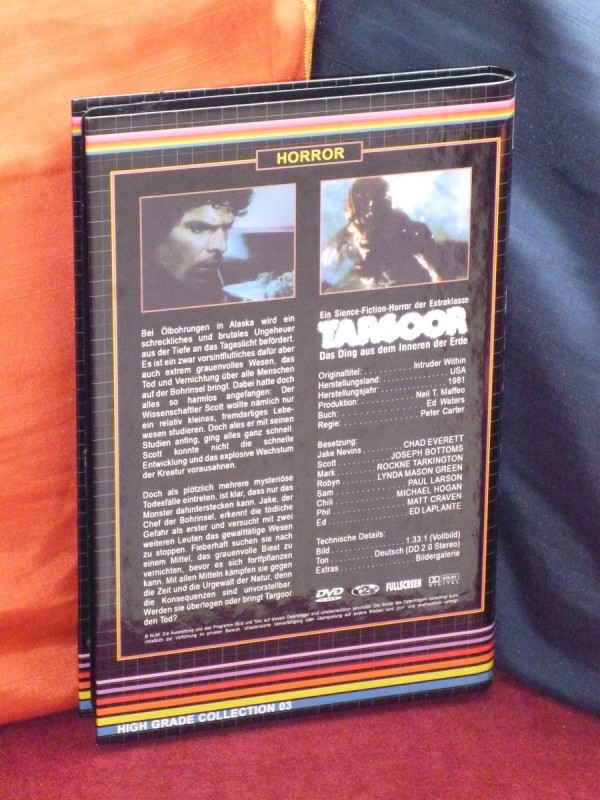 HORROR
Bei Ölbohrungen in Alaska wird ein
schreckliches und brutales Ungeheuer
aus der Tiefe an das Tageslicht befördert.
Es ist ein zwar vorsintflutliches dafür aber
auch extrem grauenvolles Wesen, das
Tod und Vernichtung über alle Menschen
auf der Bohrinsel bringt. Dabei hatte doch
alles so harmlos angefangen: Der
Wissenschaftler Scott wollte nämlich nur
ein relativ kleines, fremdartiges Lebe-
wesen studieren. Doch ales er mit seinen
Studien anfing, ging alles ganz schnell.
Scott konnte nicht die schnelle
Entwicklung und das explosive Wachstum
der Kreatur vorausahnen.
Doch als plötzlich mehrere mysteriöse
Todesfälle eintreten, ist klar, dass nur das
Monster dahinterstecken kann. Jake, der
Chef der Bohrinsel, erkennt die tödliche
Gefahr als erster und versucht mit zwei
weiteren Leuten das gewalttätige Wesen
zu stoppen. Fieberhaft suchen sie nach
einem Mittel, das grauenvolle Biest zu
vernichten, bevor es sich fortpflanzen
kann. Mit allen Mitteln kämpfen sie gegen
die Zeit und die Urgewalt der Natur, denn
die Konsequenzen sind unvorstellbar.
Werden sie überlegen oder bringt Targoor
den Tod?
Ein Sience-Fiction-Horror der Extraklasse
TARGOOR
Das Ding aus dem Inneren der Erde
Originaltitel: Intruder Within
Herstellungsland: USA
Herstellungsjahr: 1981
Produktion: Neil T. Maffeo
Buch: Ed Waters
Regie: Peter Carter
Besetzung:
Jake Nevins CHAD EVERETT
Scott JOSEPH BOTTOMS
Mark ROCKNE TARKINGTON
Robyn LYNDA MASON GREEN
Sam PAUL LARSON
Chili MICHAEL HOGAN
Phil MATT CRAVEN
Ed ED LAPLANTE
Technische Details:
Bild 1.33:1 (Vollbild)
Ton Deutsch (DD 2.0 Stereo)
Extras Bildergalerie
DVD FULLSCREEN DOLBY
HIGH GRADE COLLECTION 03